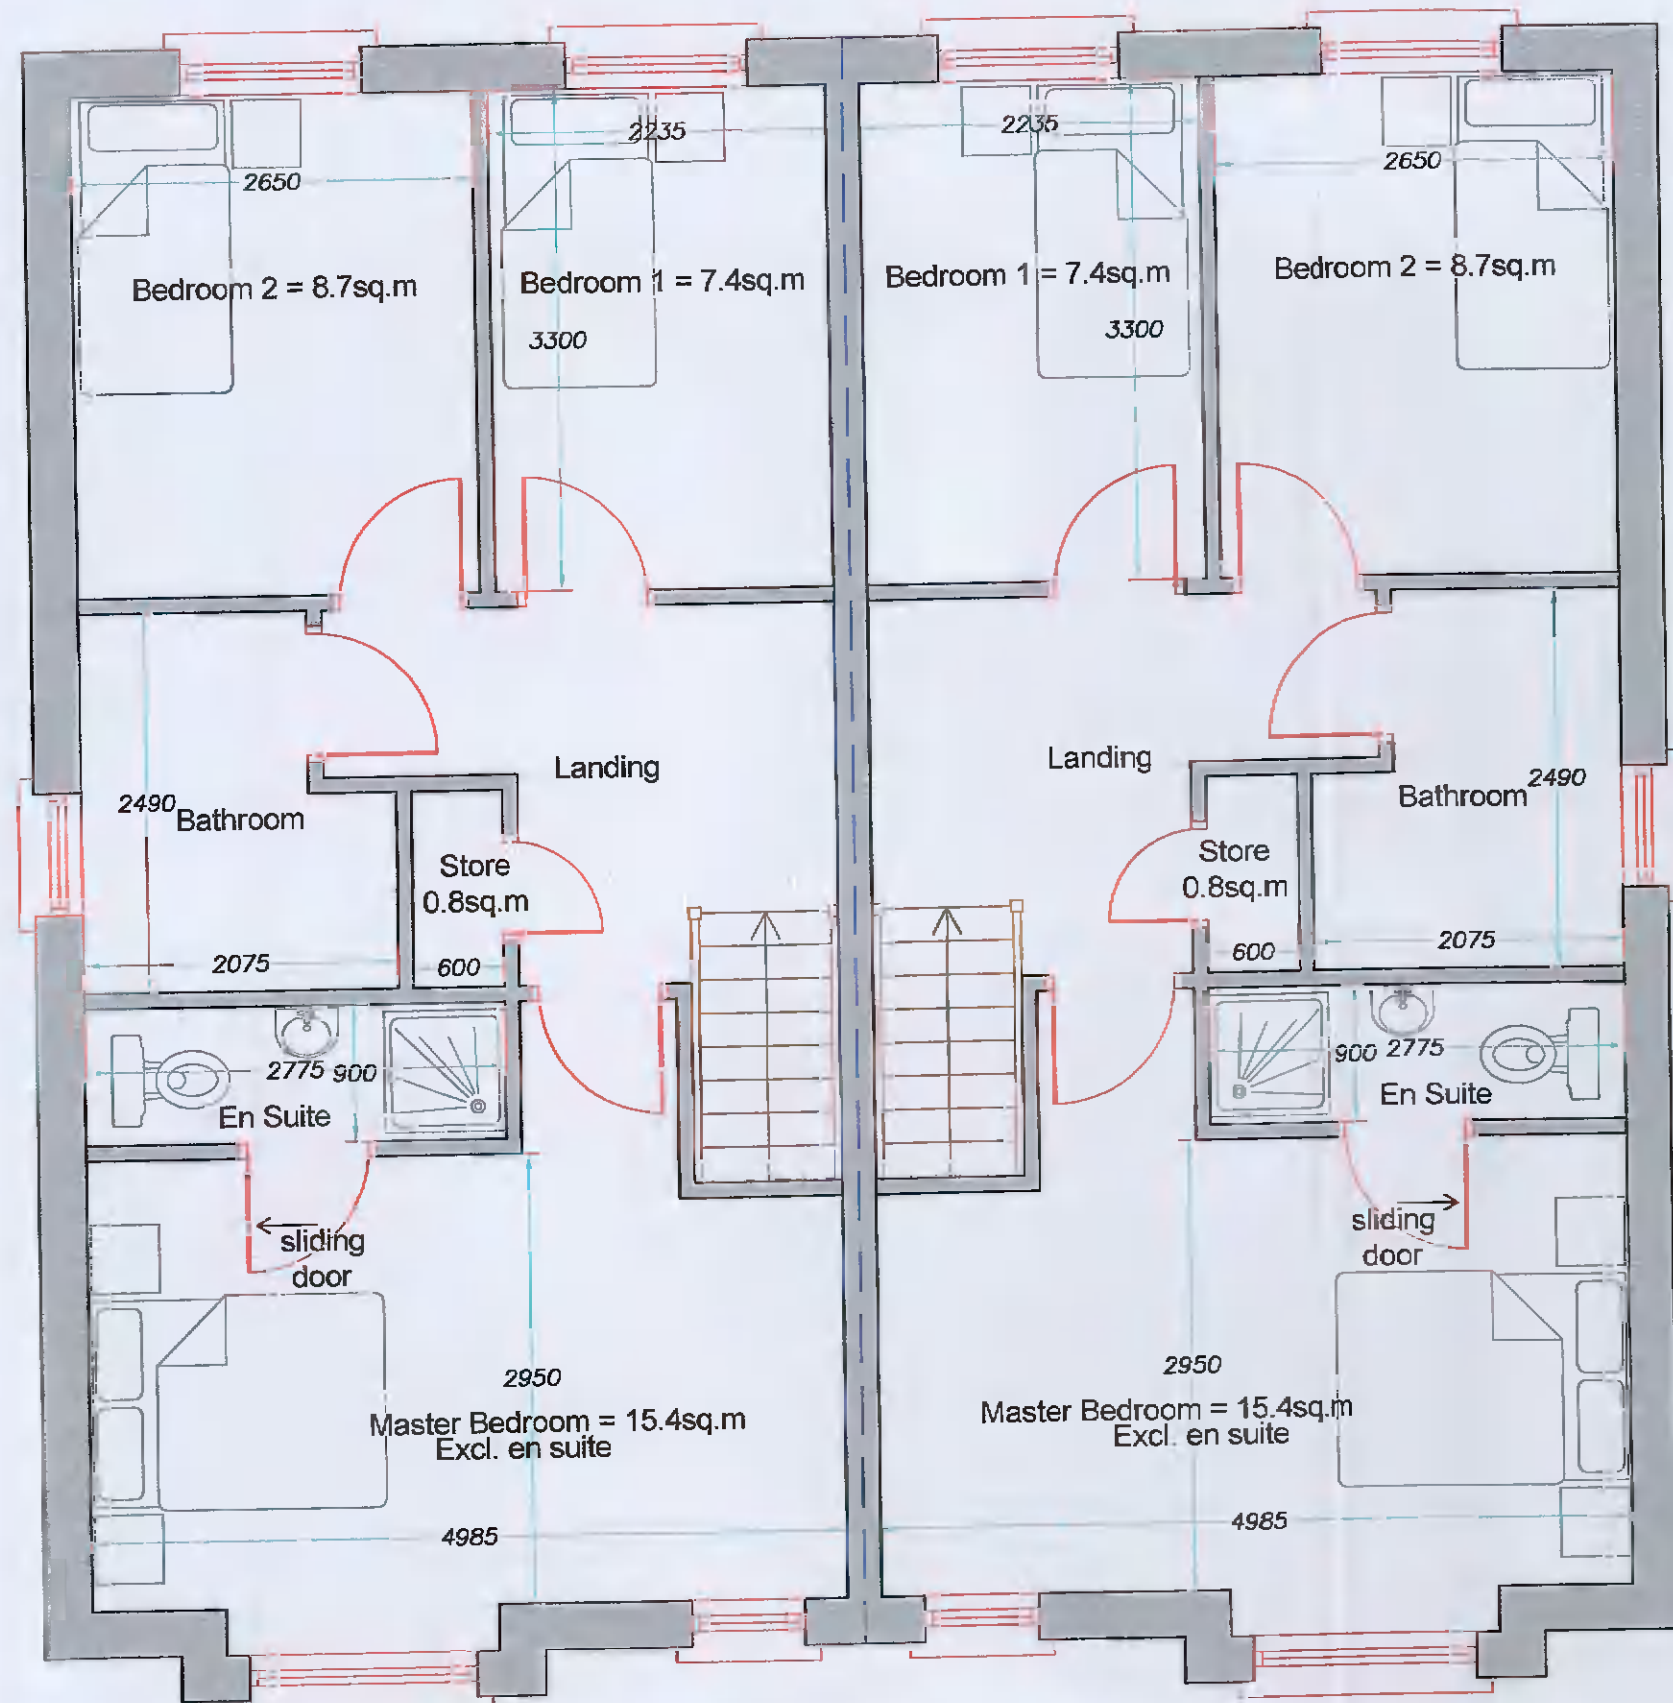 2235
2235
2650
2650
Bedroom 2 = 8.7sq.m
Bedroom 1 = 7.4sq.m
Bedroom 1 = 7.4sq.m
Bedroom 2 = 8.7sq.m
3300
3300
Landing
Landing
2490
Bathroom
Bathroom
2490
Store
0.8sq.m
Store
0.8sq.m
2075
600
600
2075
2775
900
900
2775
En Suite
En Suite
sliding
door
sliding
door
2950
2950
Master Bedroom = 15.4sq.m
Excl. en suite
Master Bedroom = 15.4sq.m
Excl. en suite
4985
4985